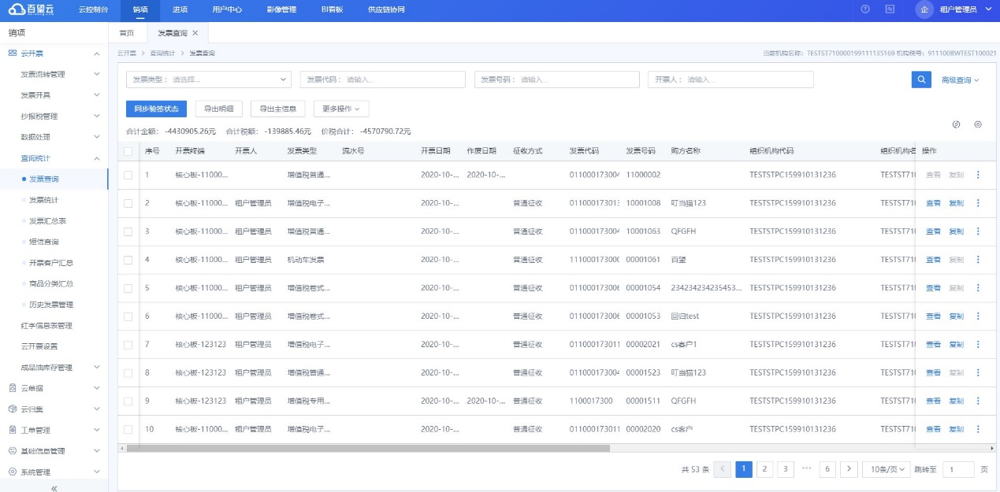 百望云 云控制台 销项 进项 用户中心 影像管理 BI看板 供应链协同 企 租户管理员
销项 首页 发票查询
云开票 > 查询统计 > 发票查询 当前机构名称：TESTST710000199111135169 机构税号：911100BWTEST100021
云开票
发票流转管理
发票开具
抄报税管理
数据处理
查询统计
发票查询
发票统计
发票汇总表
短信查询
开票客户汇总
商品分类汇总
历史发票管理
红字信息表管理
云开票设置
成品油库存管理
云单据
云归集
工单管理
基础信息管理
系统管理
发票类型：请选择... 发票代码：请输入... 发票号码：请输入... 开票人：请输入... 高级查询
同步验签状态 导出明细 导出主信息 更多操作
合计金额：-4430905.26元 合计税额：-139885.46元 价税合计：-4570790.72元
序号 开票终端 开票人 发票类型 流水号 开票日期 作废日期 征收方式 发票代码 发票号码 购方名称 组织机构代码 组织机构名 操作
1 核心板-11000... 增值税普通... 2020-10-... 2020-10-... 011000173004 11000002 TESTSTPC159910131236 TESTST710 查看 复制
2 核心板-11000... 租户管理员 增值税电子... 2020-10-... 普通征收 011000173013 10001008 叮当猫123 TESTSTPC159910131236 TESTST710 查看 复制
3 核心板-11000... 租户管理员 增值税普通... 2020-10-... 普通征收 011000173004 10001063 QFGFH TESTSTPC159910131236 TESTST710 查看 复制
4 核心板-11000... 租户管理员 机动车发票 2020-10-... 普通征收 111000173000 00001061 百望 TESTSTPC159910131236 TESTST710 查看 复制
5 核心板-11000... 租户管理员 增值税卷式... 2020-10-... 普通征收 011000173006 00001054 234234234235453... TESTSTPC159910131236 TESTST710 查看 复制
6 核心板-11000... 租户管理员 增值税卷式... 2020-10-... 普通征收 011000173006 00001053 回归test TESTSTPC159910131236 TESTST710 查看 复制
7 核心板-123123 租户管理员 增值税电子... 2020-10-... 普通征收 011000173011 00002021 cs客户1 TESTSTPC159910131236 TESTST710 查看 复制
8 核心板-123123 租户管理员 增值税普通... 2020-10-... 普通征收 011000173004 00001523 叮当猫123 TESTSTPC159910131236 TESTST710 查看 复制
9 核心板-123123 租户管理员 增值税专用... 2020-10-... 2020-10-... 普通征收 1100017300 00001511 QFGFH TESTSTPC159910131236 TESTST710 查看 复制
10 核心板-11000... 租户管理员 增值税电子... 2020-10-... 普通征收 011000173011 00002020 cs客户 TESTSTPC159910131236 TESTST710 查看 复制
共 53 条 < 1 2 3 ••• 6 > 10条/页 跳转至 1 页